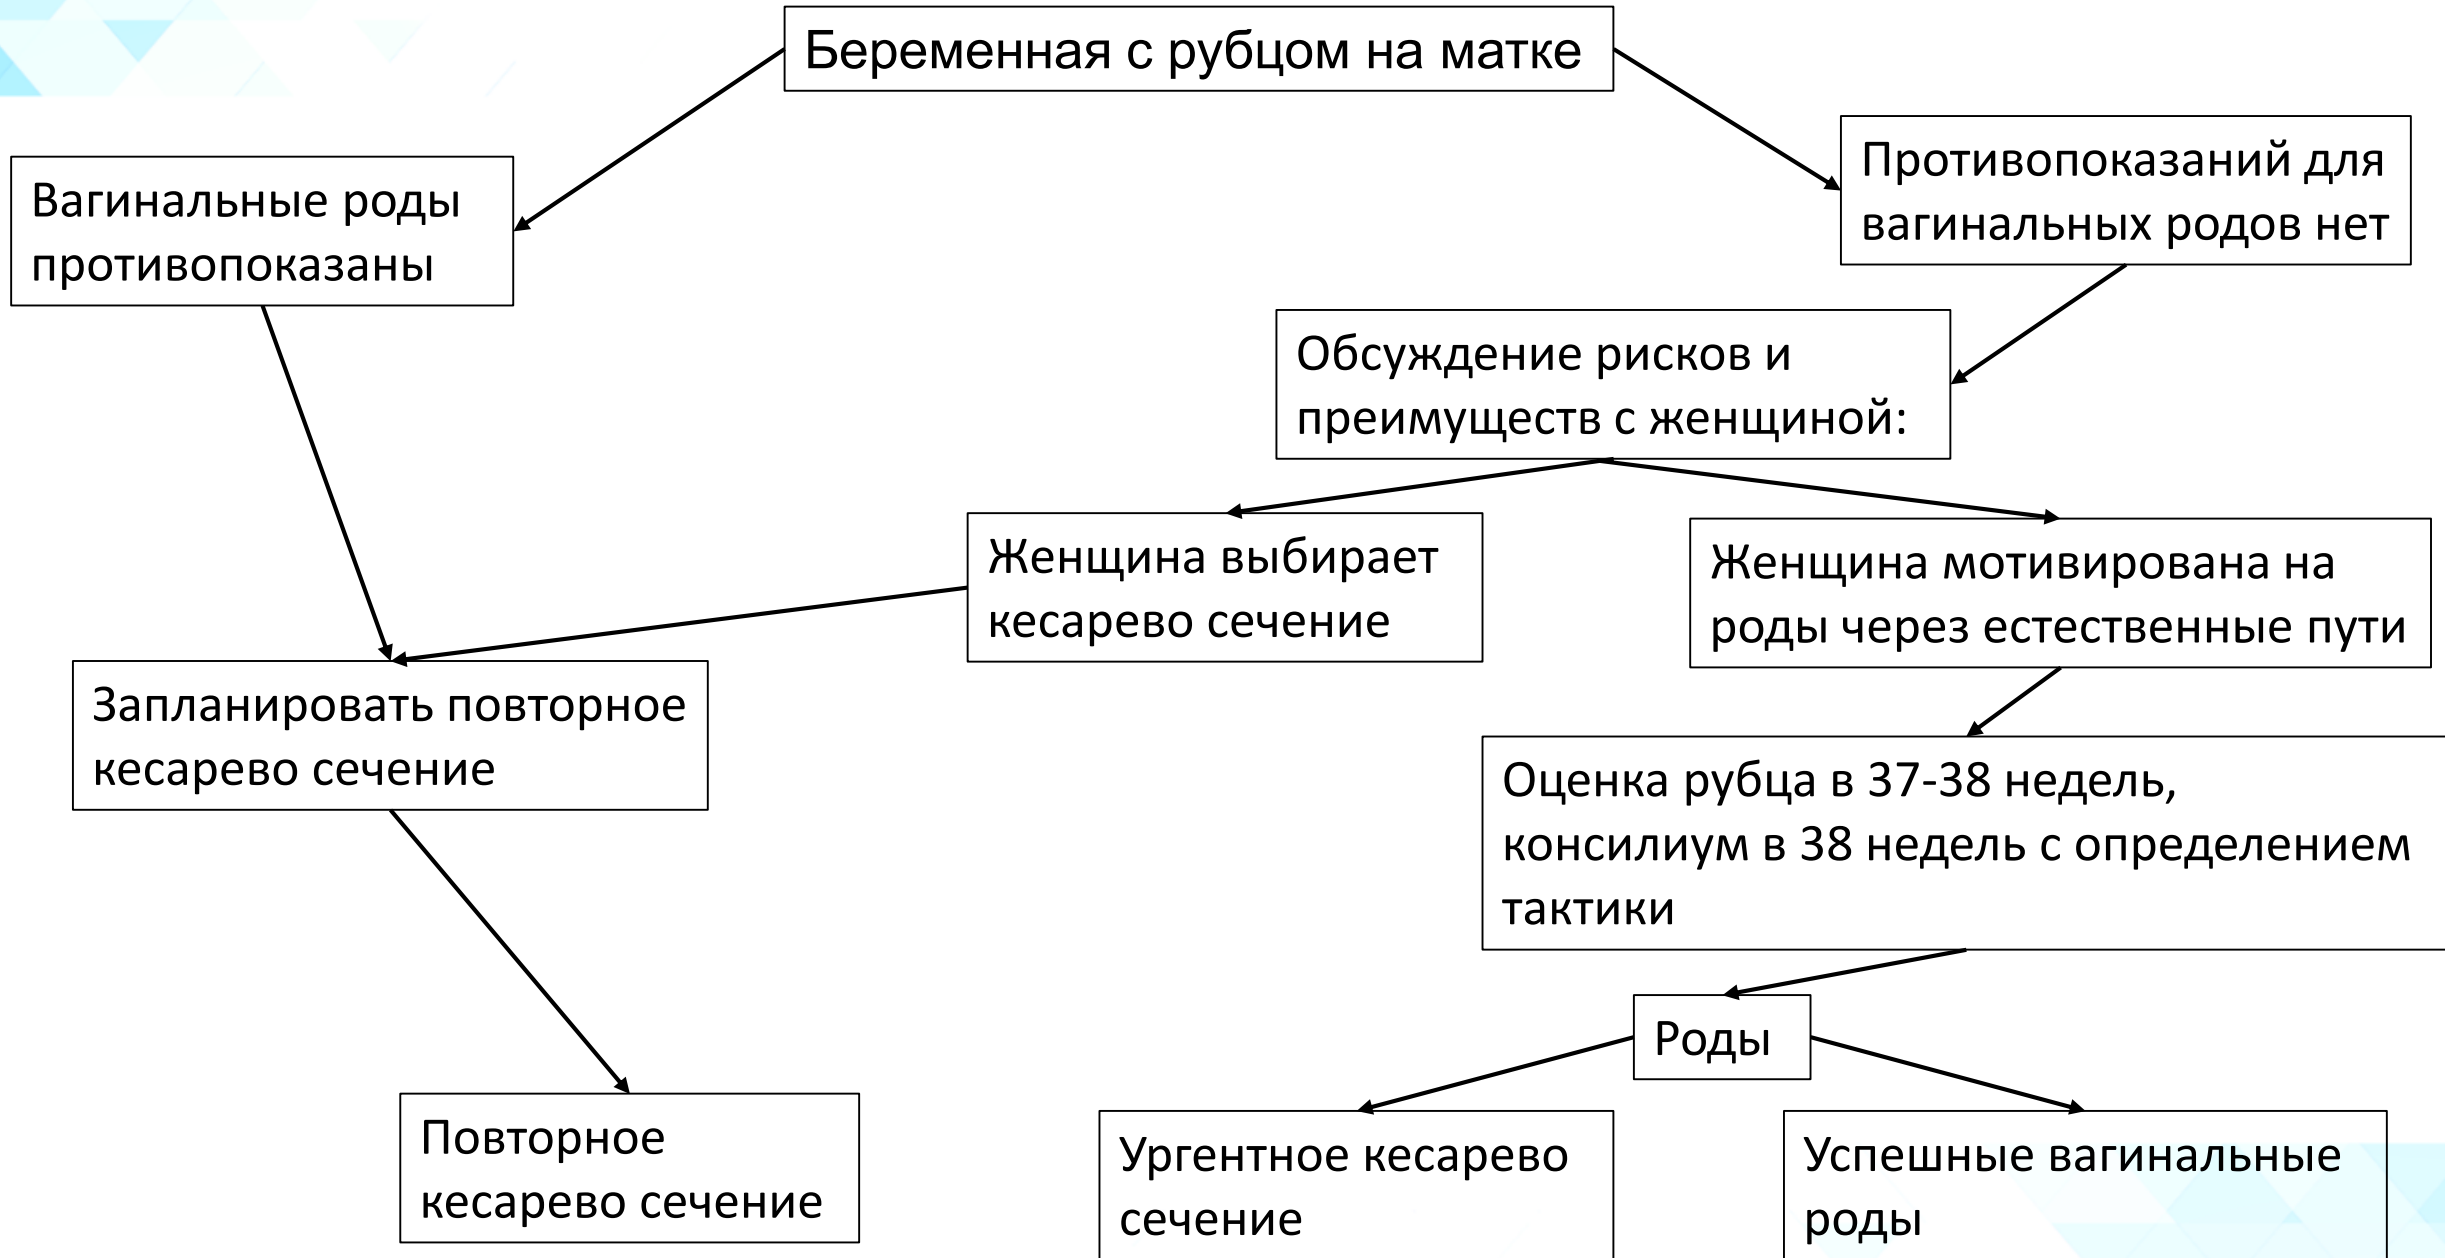 Беременная с рубцом на матке
Вагинальные роды
противопоказаны
Противопоказаний для
вагинальных родов нет
Обсуждение рисков и
преимуществ с женщиной:
Женщина выбирает
кесарево сечение
Женщина мотивирована на
роды через естественные пути
Запланировать повторное
кесарево сечение
Оценка рубца в 37-38 недель,
консилиум в 38 недель с определением
тактики
Роды
Повторное
кесарево сечение
Ургентное кесарево
сечение
Успешные вагинальные
роды